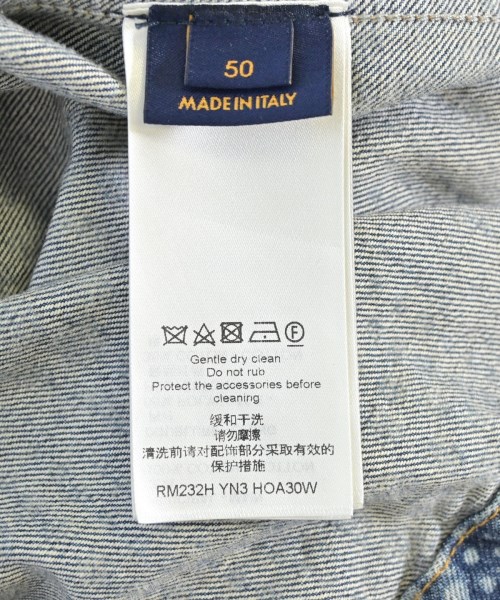 50
MADE IN ITALY
F
Gentle dry clean
Do not rub
Protect the accessories before
cleaning.
缓和干洗
请勿摩擦
清洗前请对配饰部分采取有效的
保护措施
RM232H YN3 HOA30W